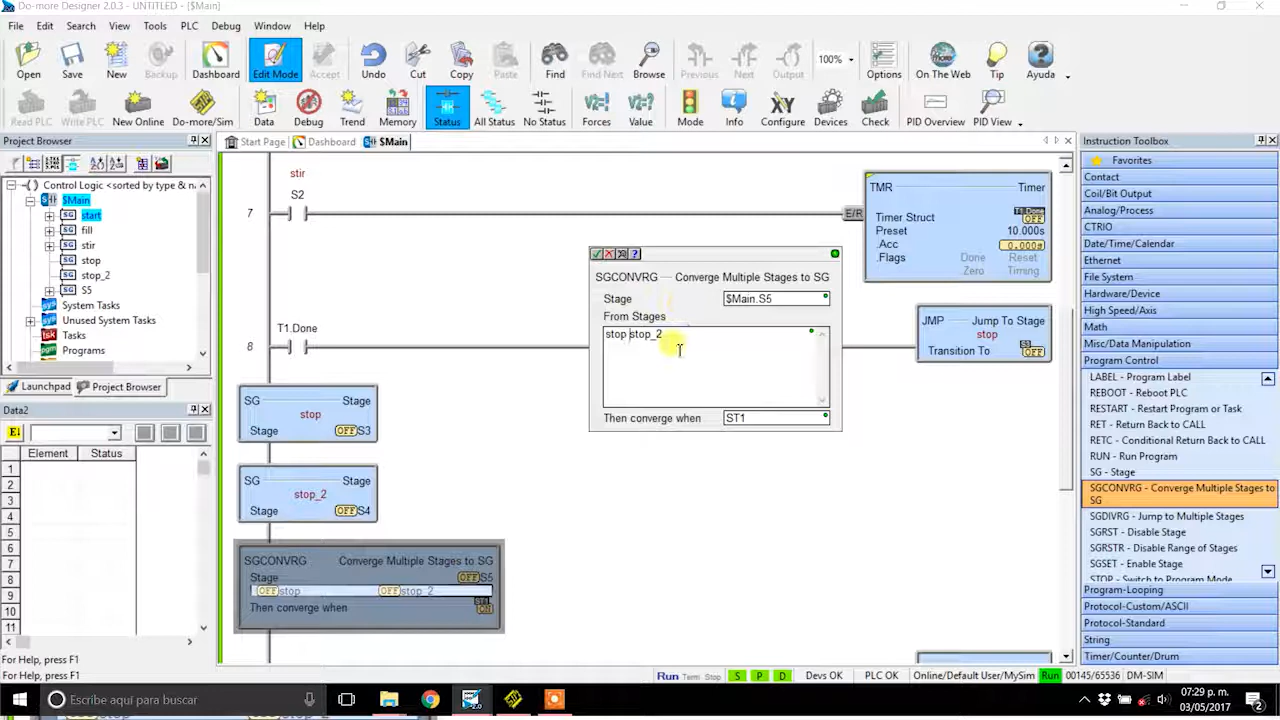 Do-more Designer 2.0.3 - UNTITLED - [$Main]
File Edit Search View Tools PLC Debug Window Help
Open Save New Backup Dashboard Edit Mode Accept Undo Cut Copy Paste Find Find Next Browse Previous Next Output 100% Options On The Web Tip Ayuda
Read PLC Write PLC New Online Do-more/Sim Data Debug Trend Memory Status All Status No Status Forces Value Mode Info Configure Devices Check PID Overview PID View
Project Browser
Control Logic <sorted by type & n
$Main
SG start
SG fill
SG stir
SG stop
SG stop_2
SG S5
System Tasks
Unused System Tasks
Tasks
Programs
Launchpad Project Browser
Data2
Element Status
1
2
3
4
5
6
7
8
9
10
11
For Help, press F1
For Help, press F1
Start Page Dashboard $Main
stir
S2
7
E/R
TMR Timer
Timer Struct T1.Done
OFF
Preset 10.000s
.Acc 0.000s
.Flags Done Reset
Zero Timing
T1.Done
8
JMP Jump To Stage
stop
Transition To S3
OFF
SG Stage
stop
Stage OFF S3
SG Stage
stop_2
Stage OFF S4
SGCONVRG Converge Multiple Stages to SG
Stage OFF S5
OFF stop OFF stop_2
Then converge when ST1
ON
SGCONVRG Converge Multiple Stages to SG
Stage $Main.S5
From Stages
stop stop_2
Then converge when ST1
Instruction Toolbox
Favorites
Contact
Coil/Bit Output
Analog/Process
CTRIO
Date/Time/Calendar
Ethernet
File System
Hardware/Device
High Speed/Axis
Math
Misc/Data Manipulation
Program Control
LABEL - Program Label
REBOOT - Reboot PLC
RESTART - Restart Program or Task
RET - Return Back to CALL
RETC - Conditional Return Back to CALL
RUN - Run Program
SG - Stage
SGCONVRG - Converge Multiple Stages to
SG
SGDIVRG - Jump to Multiple Stages
SGRST - Disable Stage
SGRSTR - Disable Range of Stages
SGSET - Enable Stage
STOP - Switch to Program Mode
Program-Looping
Protocol-Custom/ASCII
Protocol-Standard
String
Timer/Counter/Drum
Run Term Stop S P D Devs OK PLC OK Online/Default User/MySim Run 00145/65536 DM-SIM
Escribe aquí para buscar
07:29 p. m.
03/05/2017